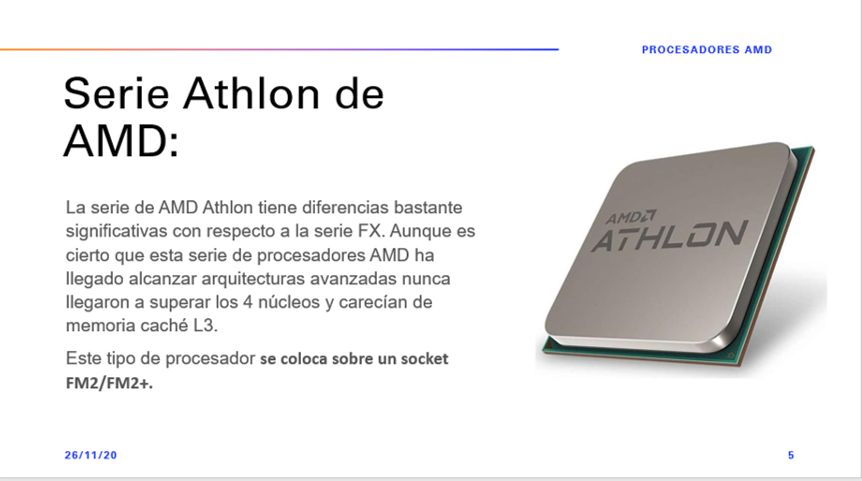 PROCESADORES AMD
Serie Athlon de
AMD:
La serie de AMD Athlon tiene diferencias bastante
significativas con respecto a la serie FX. Aunque es
cierto que esta serie de procesadores AMD ha
llegado alcanzar arquitecturas avanzadas nunca
llegaron a superar los 4 núcleos y carecían de
memoria caché L3.
Este tipo de procesador se coloca sobre un socket
FM2/FM2+.
AMD
ATHLON
26/11/20
5